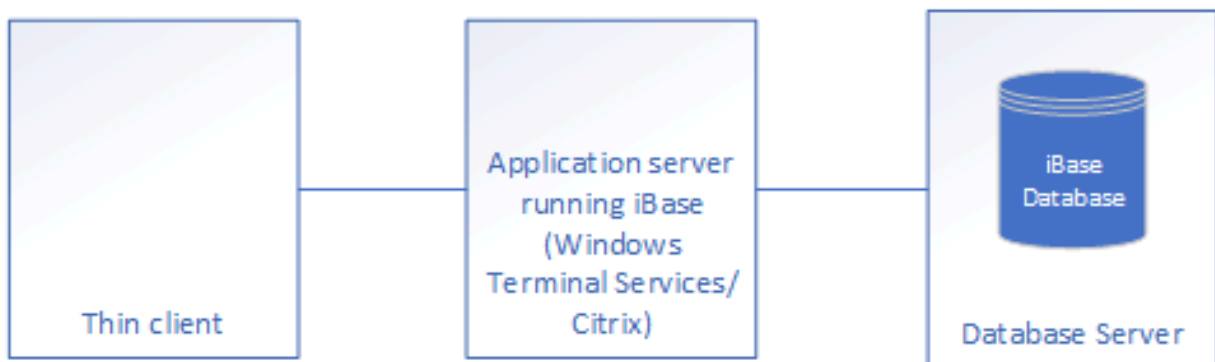 Thin client
Application server
running iBase
(Windows
Terminal Services/
Citrix)
iBase
Database
Database Server